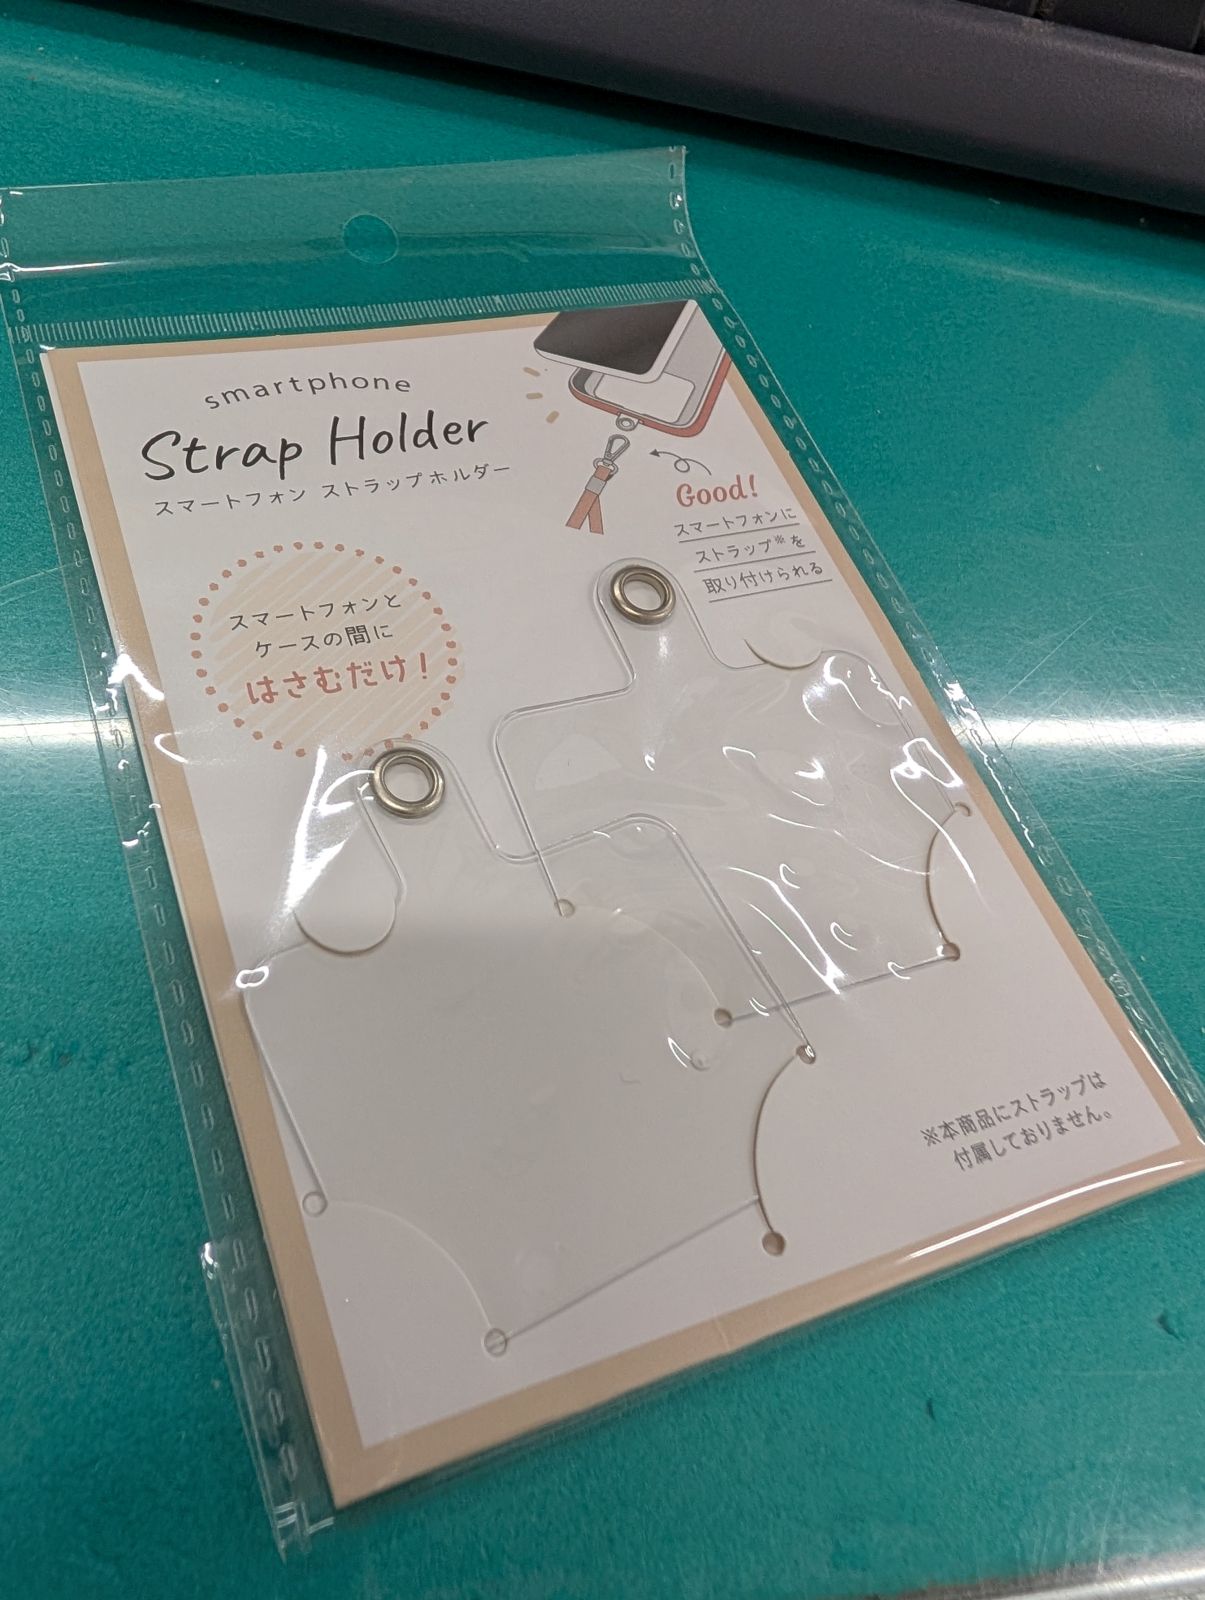 smartphone
Strap Holder
スマートフォン ストラップホルダー
Good!
スマートフォンに
ストラップ※を
取り付けられる
スマートフォンと
ケースの間に
はさむだけ！
※本商品にストラップは
付属しておりません。